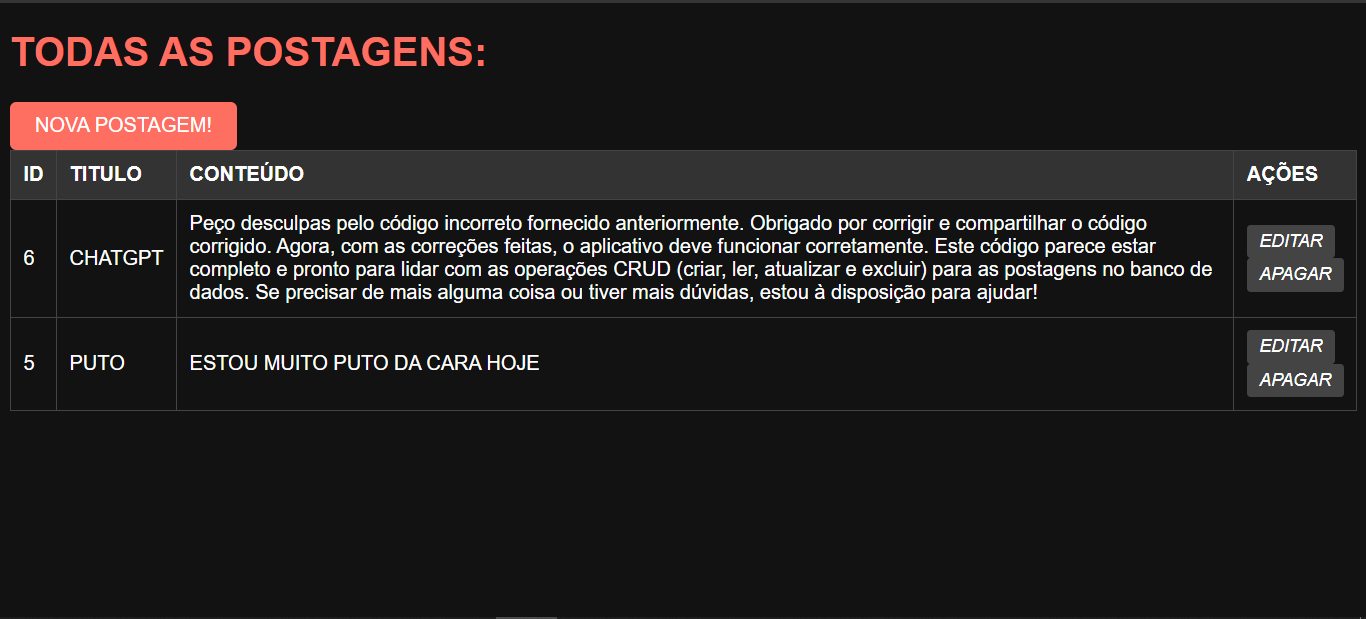 TODAS AS POSTAGENS:
NOVA POSTAGEM!
ID TITULO CONTEÚDO AÇÕES
6 CHATGPT
Peço desculpas pelo código incorreto fornecido anteriormente. Obrigado por corrigir e compartilhar o código
corrigido. Agora, com as correções feitas, o aplicativo deve funcionar corretamente. Este código parece estar
completo e pronto para lidar com as operações CRUD (criar, ler, atualizar e excluir) para as postagens no banco de
dados. Se precisar de mais alguma coisa ou tiver mais dúvidas, estou à disposição para ajudar!
EDITAR
APAGAR
5 PUTO ESTOU MUITO PUTO DA CARA HOJE
EDITAR
APAGAR